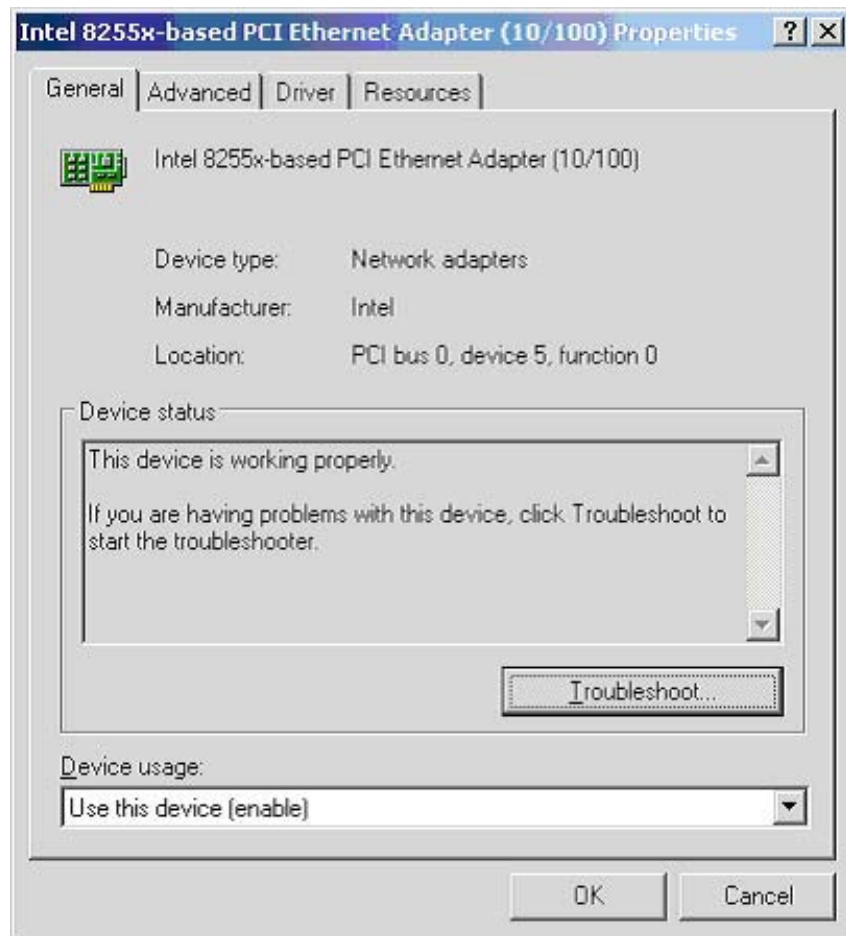 Intel 8255x-based PCI Ethernet Adapter (10/100) Properties
General Advanced Driver Resources
Intel 8255x-based PCI Ethernet Adapter (10/100)
Device type: Network adapters
Manufacturer: Intel
Location: PCI bus 0, device 5, function 0
Device status
This device is working properly.
If you are having problems with this device, click Troubleshoot to
start the troubleshooter.
Troubleshoot...
Device usage:
Use this device (enable)
OK Cancel